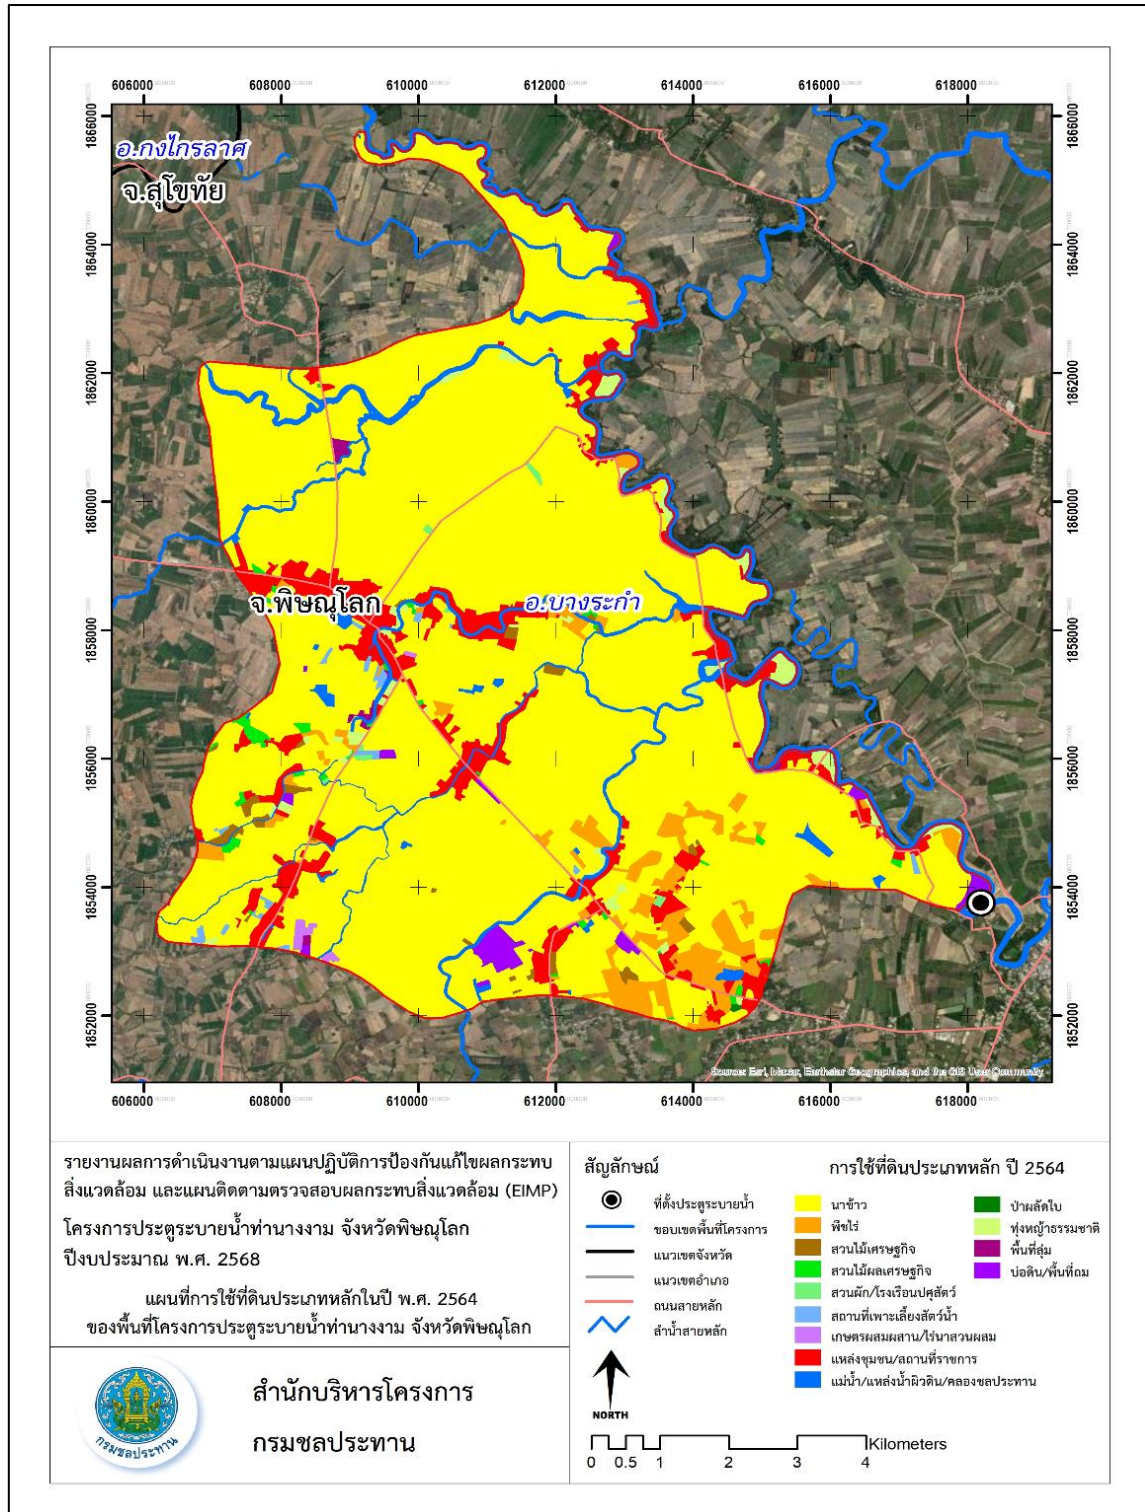 606000 608000 610000 612000 614000 616000 618000
1866000 1866000
อ.กงไกรลาศ
จ.สุโขทัย
1864000 1864000
1862000 1862000
1860000 1860000
จ.พิษณุโลก อ.บางระกำ
1858000 1858000
1856000 1856000
1854000 1854000
1852000 1852000
Source: Esri, Maxar, Earthstar Geographics, and the GIS User Community
606000 608000 610000 612000 614000 616000 618000
รายงานผลการดำเนินงานตามแผนปฏิบัติการป้องกันแก้ไขผลกระทบ
สิ่งแวดล้อม และแผนติดตามตรวจสอบผลกระทบสิ่งแวดล้อม (EIMP)
โครงการประตูระบายน้ำท่านางงาม จังหวัดพิษณุโลก
ปีงบประมาณ พ.ศ. 2568
แผนที่การใช้ที่ดินประเภทหลักในปี พ.ศ. 2564
ของพื้นที่โครงการประตูระบายน้ำท่านางงาม จังหวัดพิษณุโลก
กรมชลประทาน
สำนักบริหารโครงการ
กรมชลประทาน
สัญลักษณ์
ที่ตั้งประตูระบายน้ำ
ขอบเขตพื้นที่โครงการ
แนวเขตจังหวัด
แนวเขตอำเภอ
ถนนสายหลัก
ลำน้ำสายหลัก
NORTH
การใช้ที่ดินประเภทหลัก ปี 2564
นาข้าว
พืชไร่
สวนไม้เศรษฐกิจ
สวนไม้ผลเศรษฐกิจ
สวนผัก/โรงเรือนปศุสัตว์
สถานที่เพาะเลี้ยงสัตว์น้ำ
เกษตรผสมผสาน/ไร่นาสวนผสม
แหล่งชุมชน/สถานที่ราชการ
แม่น้ำ/แหล่งน้ำผิวดิน/คลองชลประทาน
ป่าผลัดใบ
ทุ่งหญ้าธรรมชาติ
พื้นที่ลุ่ม
บ่อดิน/พื้นที่ถม
Kilometers
0 0.5 1 2 3 4